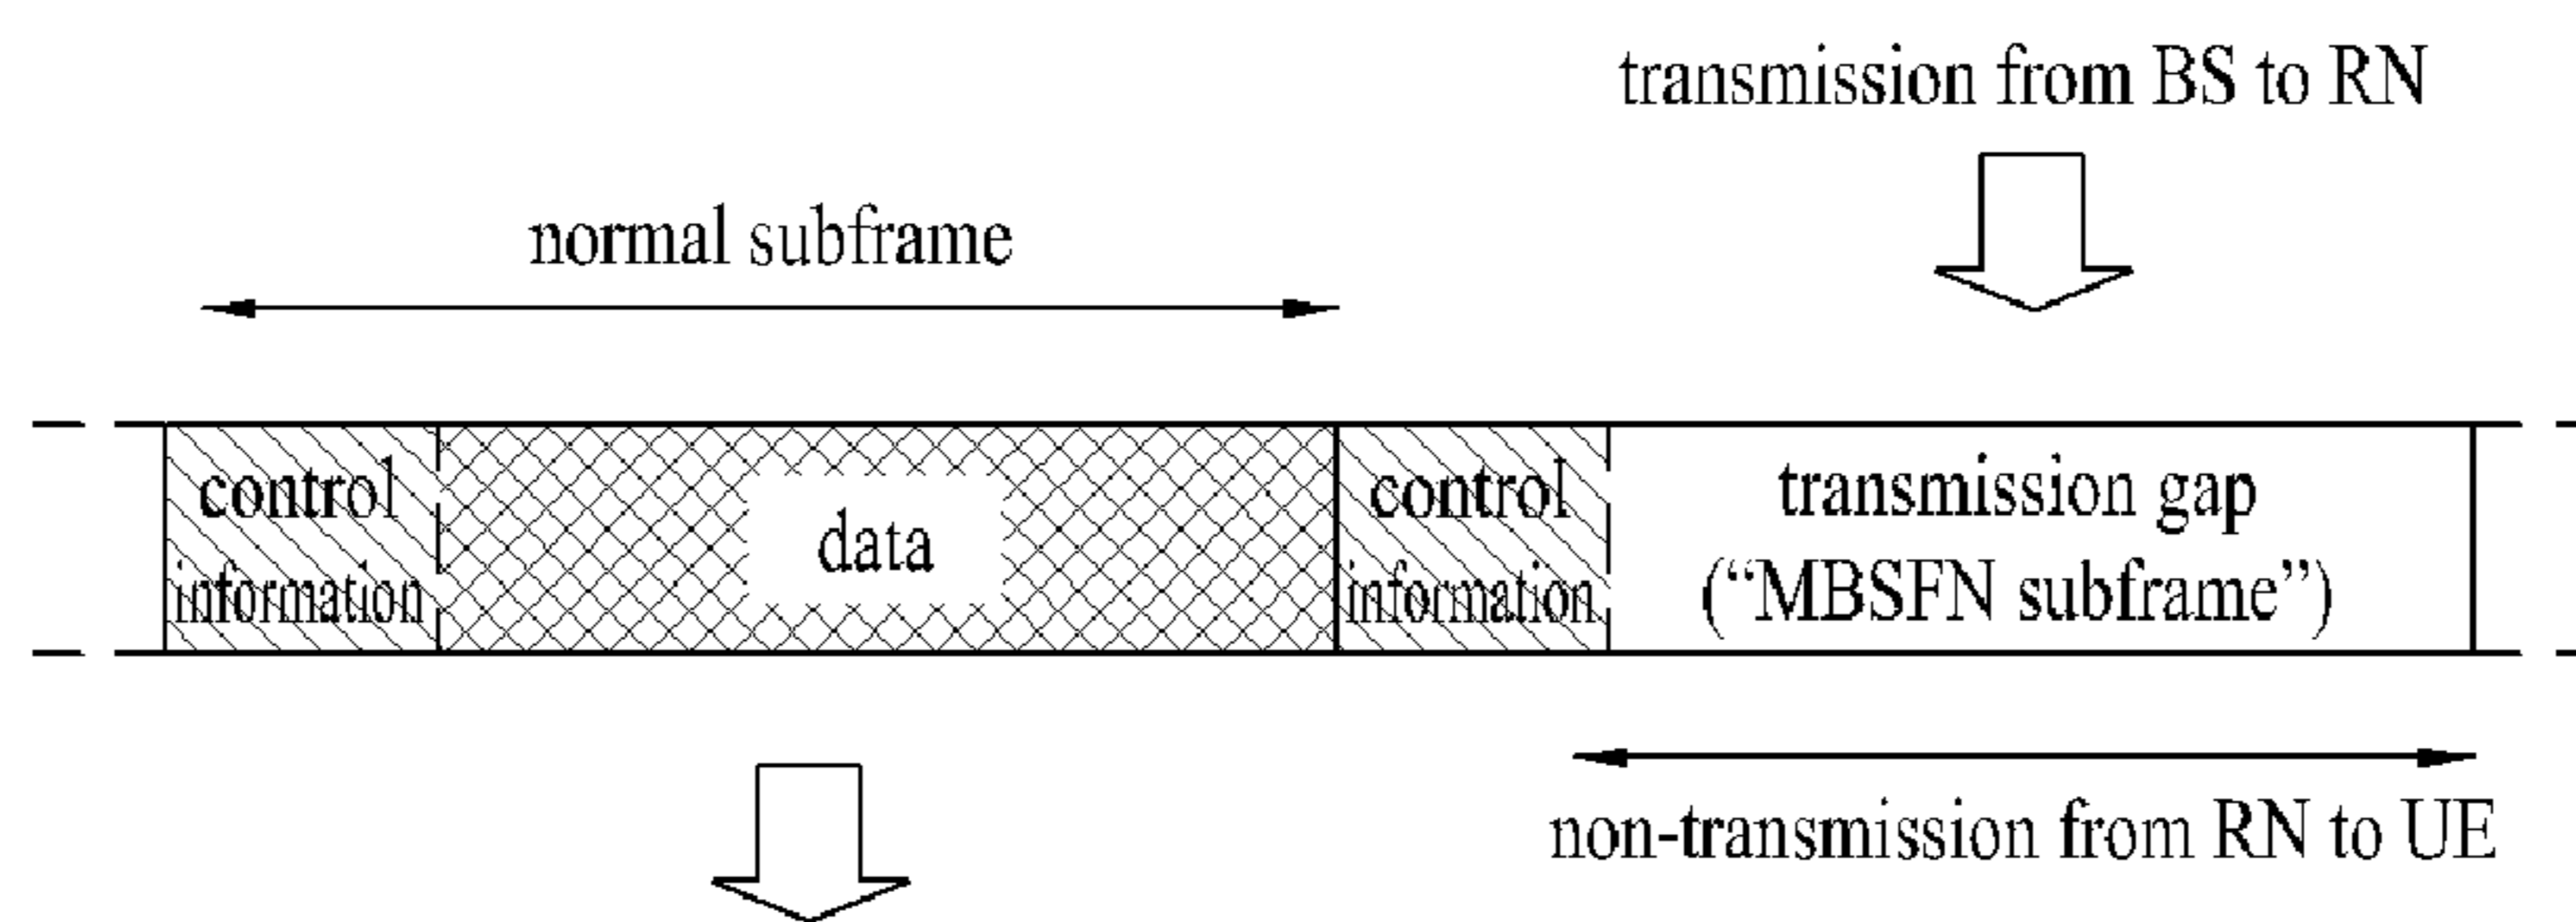 transmission from BS to RN
normal subframe
control
information
data
control
information
transmission gap
(“MBSFN subframe”)
non-transmission from RN to UE